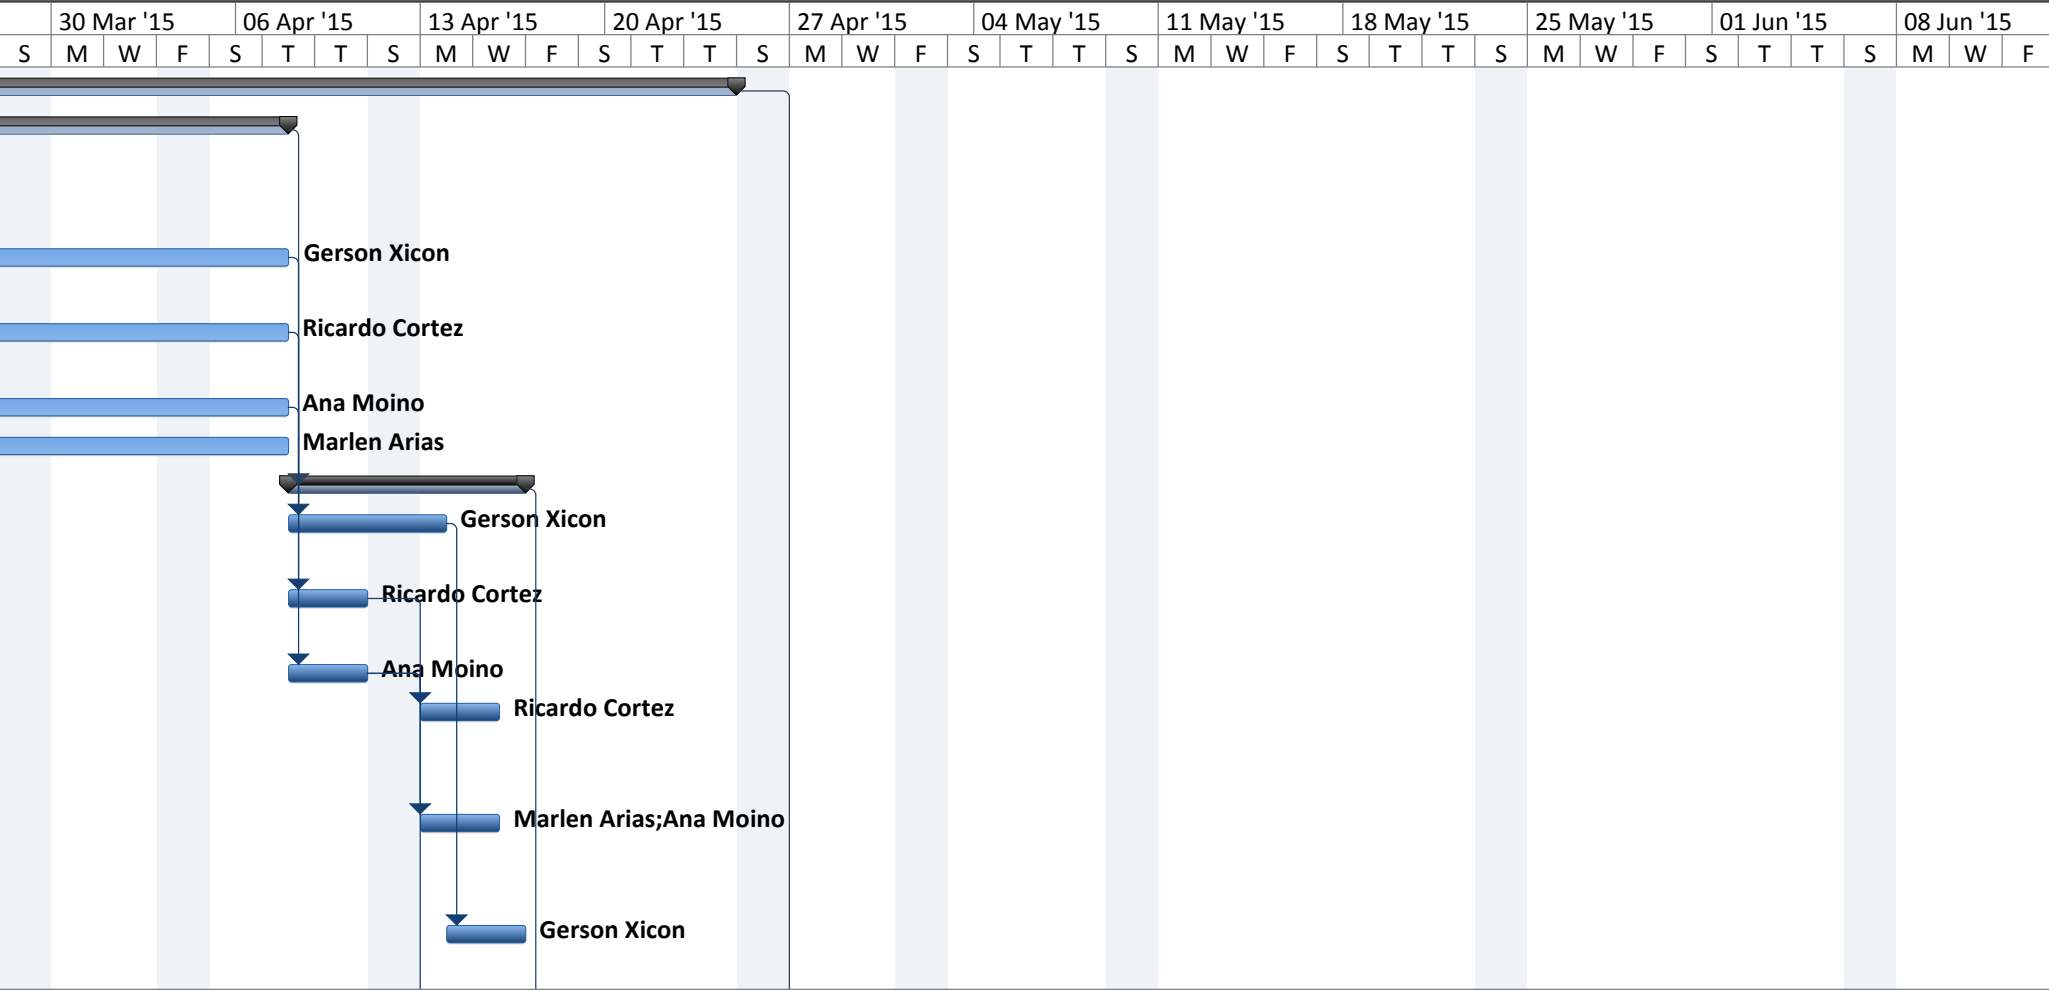 30 Mar '15 06 Apr '15 13 Apr '15 20 Apr '15 27 Apr '15 04 May '15 11 May '15 18 May '15 25 May '15 01 Jun '15 08 Jun '15
S M W F S T T S M W F S T T S M W F S T T S M W F S T T S M W F S T T S M W F
Gerson Xicon
Ricardo Cortez
Ana Moino
Marlen Arias
Gerson Xicon
Ricardo Cortez
Ana Moino
Ricardo Cortez
Marlen Arias;Ana Moino
Gerson Xicon